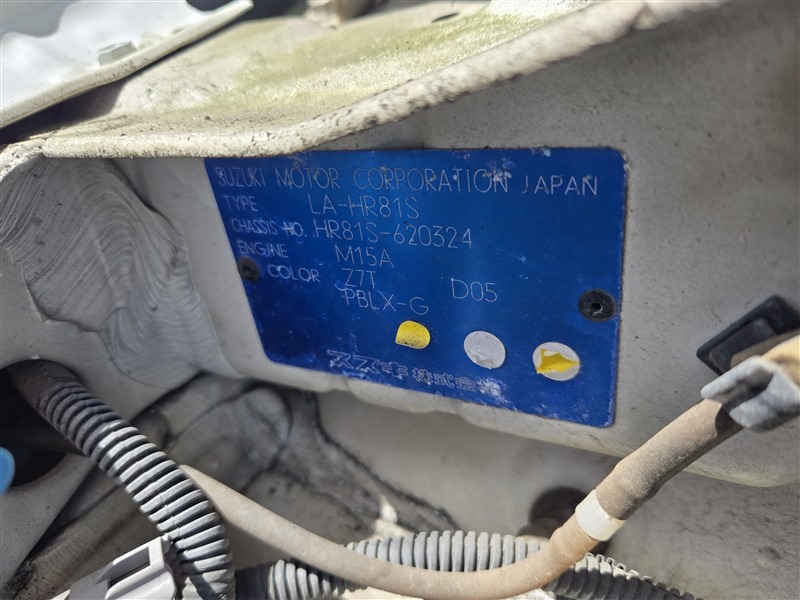 SUZUKI MOTOR CORPORATION JAPAN
TYPE LA-HR81S
CHASSIS NO. HR81S-620324
ENGINE M15A
COLOR Z7T D05
PBLX-G
スズキ株式会社